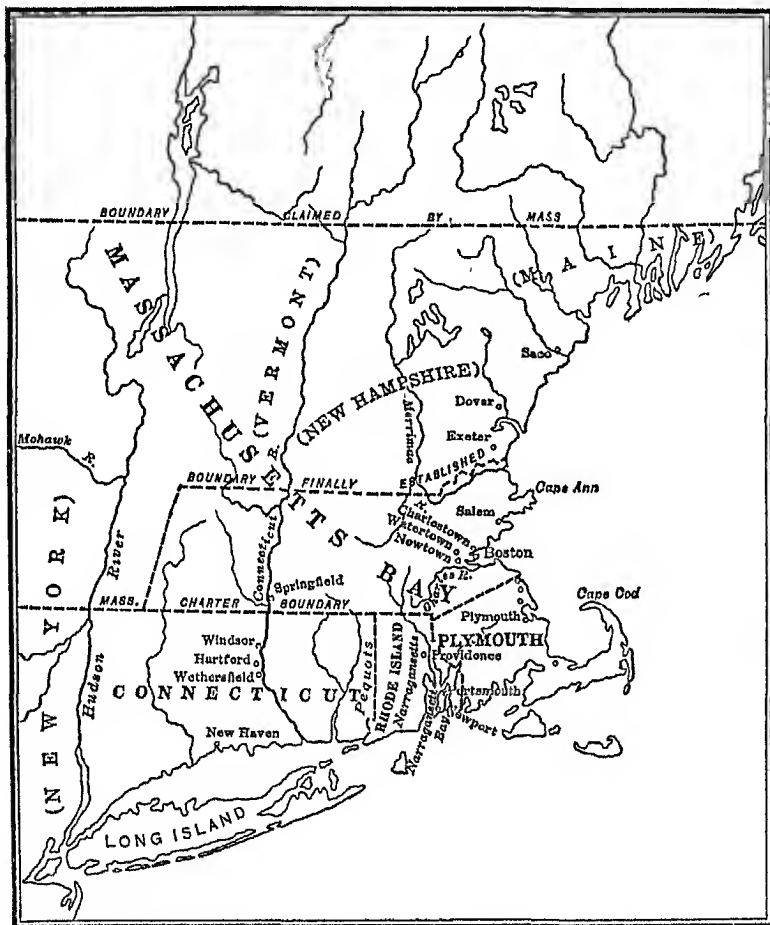 BOUNDARY CLAIMED BY MASS
(MAINE)
MASSACHUSETTS BAY
(VERMONT)
(NEW HAMPSHIRE)
Saco
Dover
Merrimac
R.
Exeter
Mohawk
R.
BOUNDARY FINALLY ESTABLISHED
Cape Ann
Salem
Charlestown
Watertown
Newtown
Boston
Connecticut
R.
Springfield
Hudson
River
(NEW YORK)
MASS. CHARTER BOUNDARY
Cape Cod
Plymouth
PLYMOUTH
Windsor
Hartford
Wethersfield
CONNECTICUT
Pequots
RHODE ISLAND
Narragansetts
Providence
Portsmouth
Newport
Narragansett
Bay
New Haven
LONG ISLAND